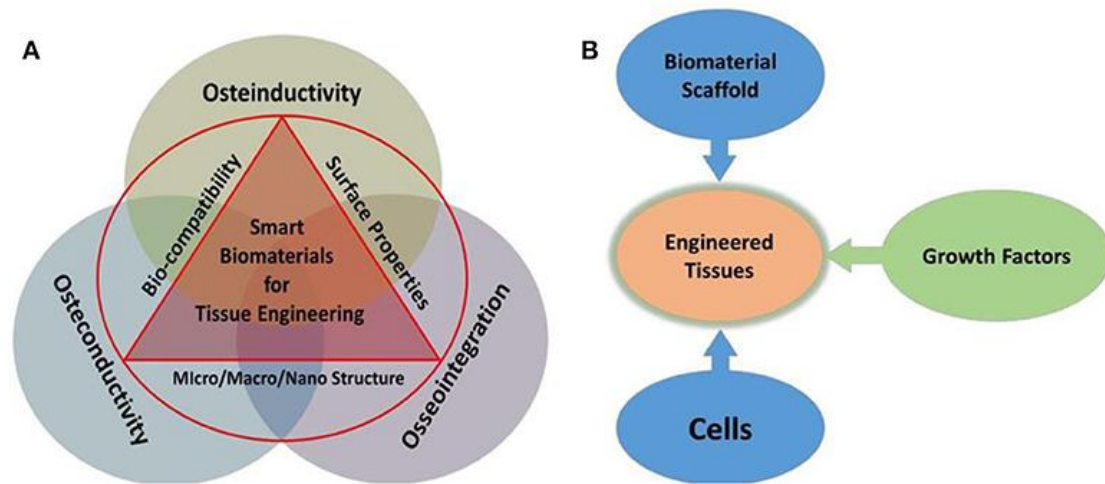 A
Osteinductivity
Bio-compatibility
Surface Properties
Smart
Biomaterials
for
Tissue Engineering
Osteconductivity
Osseointegration
MIcro/Macro/Nano Structure
B
Biomaterial
Scaffold
Engineered
Tissues
Growth Factors
Cells